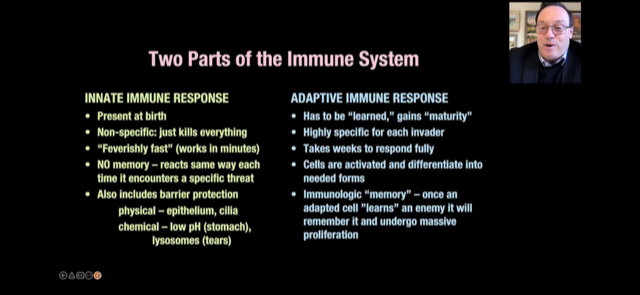 Two Parts of the Immune System
INNATE IMMUNE RESPONSE
• Present at birth
• Non-specific: just kills everything
• “Feverishly fast” (works in minutes)
• NO memory – reacts same way each
time it encounters a specific threat
• Also includes barrier protection
physical – epithelium, cilia
chemical – low pH (stomach),
lysosomes (tears)
ADAPTIVE IMMUNE RESPONSE
• Has to be “learned,” gains “maturity”
• Highly specific for each invader
• Takes weeks to respond fully
• Cells are activated and differentiate into
needed forms
• Immunologic “memory” – once an
adapted cell ”learns” an enemy it will
remember it and undergo massive
proliferation